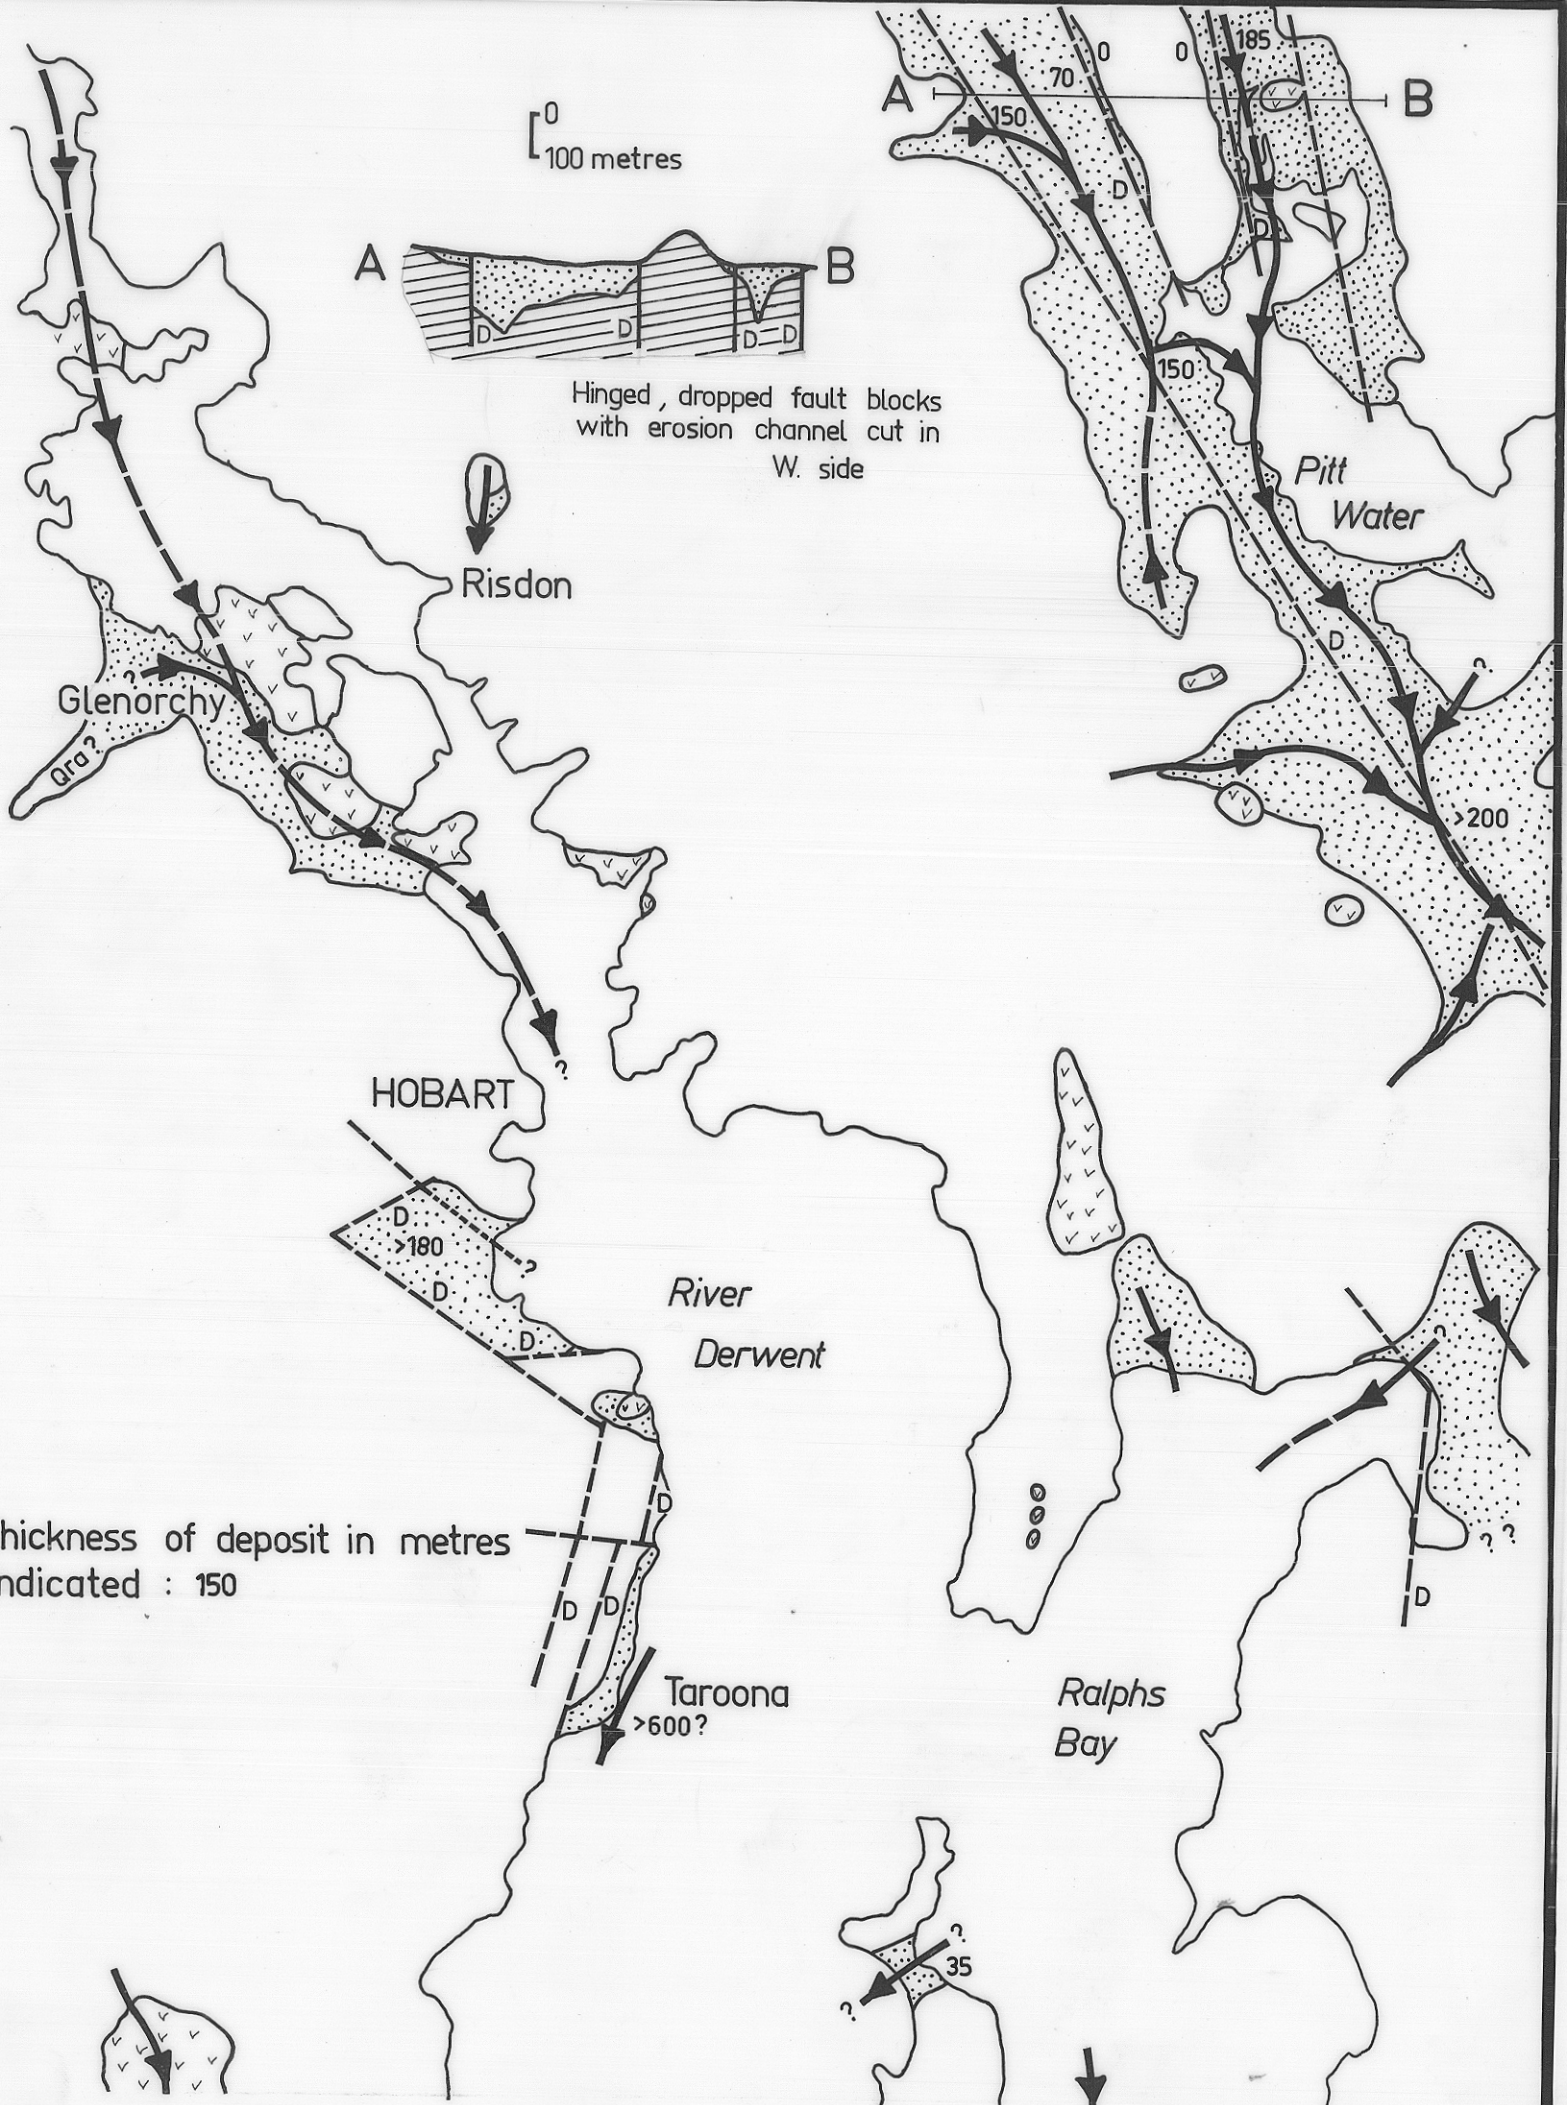 0 0 185
70
A B
150
0
100 metres
D
D
A B
D D D D
150
Hinged, dropped fault blocks
with erosion channel cut in
W. side
Pitt
Water
Risdon
D
?
?
Glenorchy
Qra?
>200
?
HOBART
D
>180
?
D
River
D
Derwent
?
D
hickness of deposit in metres
ndicated : 150
? ?
D D
D
Taroona
>600?
Ralphs
Bay
?
35
?